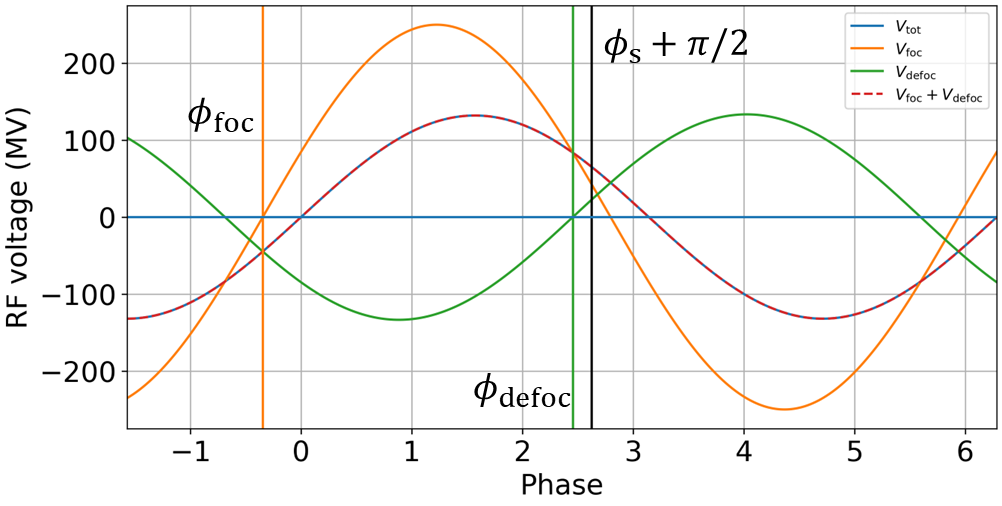 RF voltage (MV)
200
100
0
−100
−200
ϕfoc
ϕs + π/2
ϕdefoc
Vtot
Vfoc
Vdefoc
Vfoc + Vdefoc
−1 0 1 2 3 4 5 6
Phase